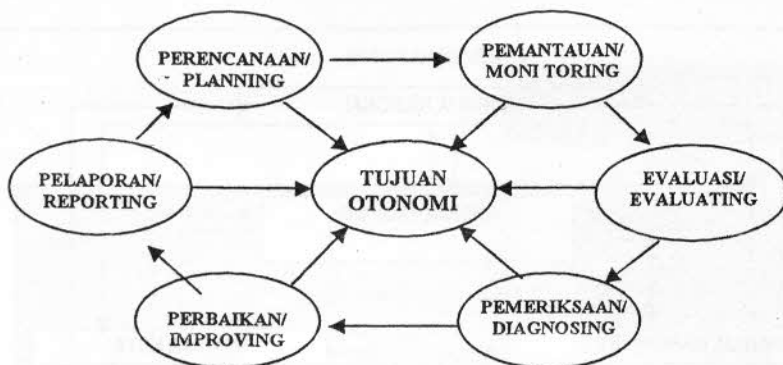 PERENCANAAN/
PLANNING
PEMANTAUAN/
MONI TORING
PELAPORAN/
REPORTING
TUJUAN
OTONOMI
EVALUASI/
EVALUATING
PERBAIKAN/
IMPROVING
PEMERIKSAAN/
DIAGNOSING